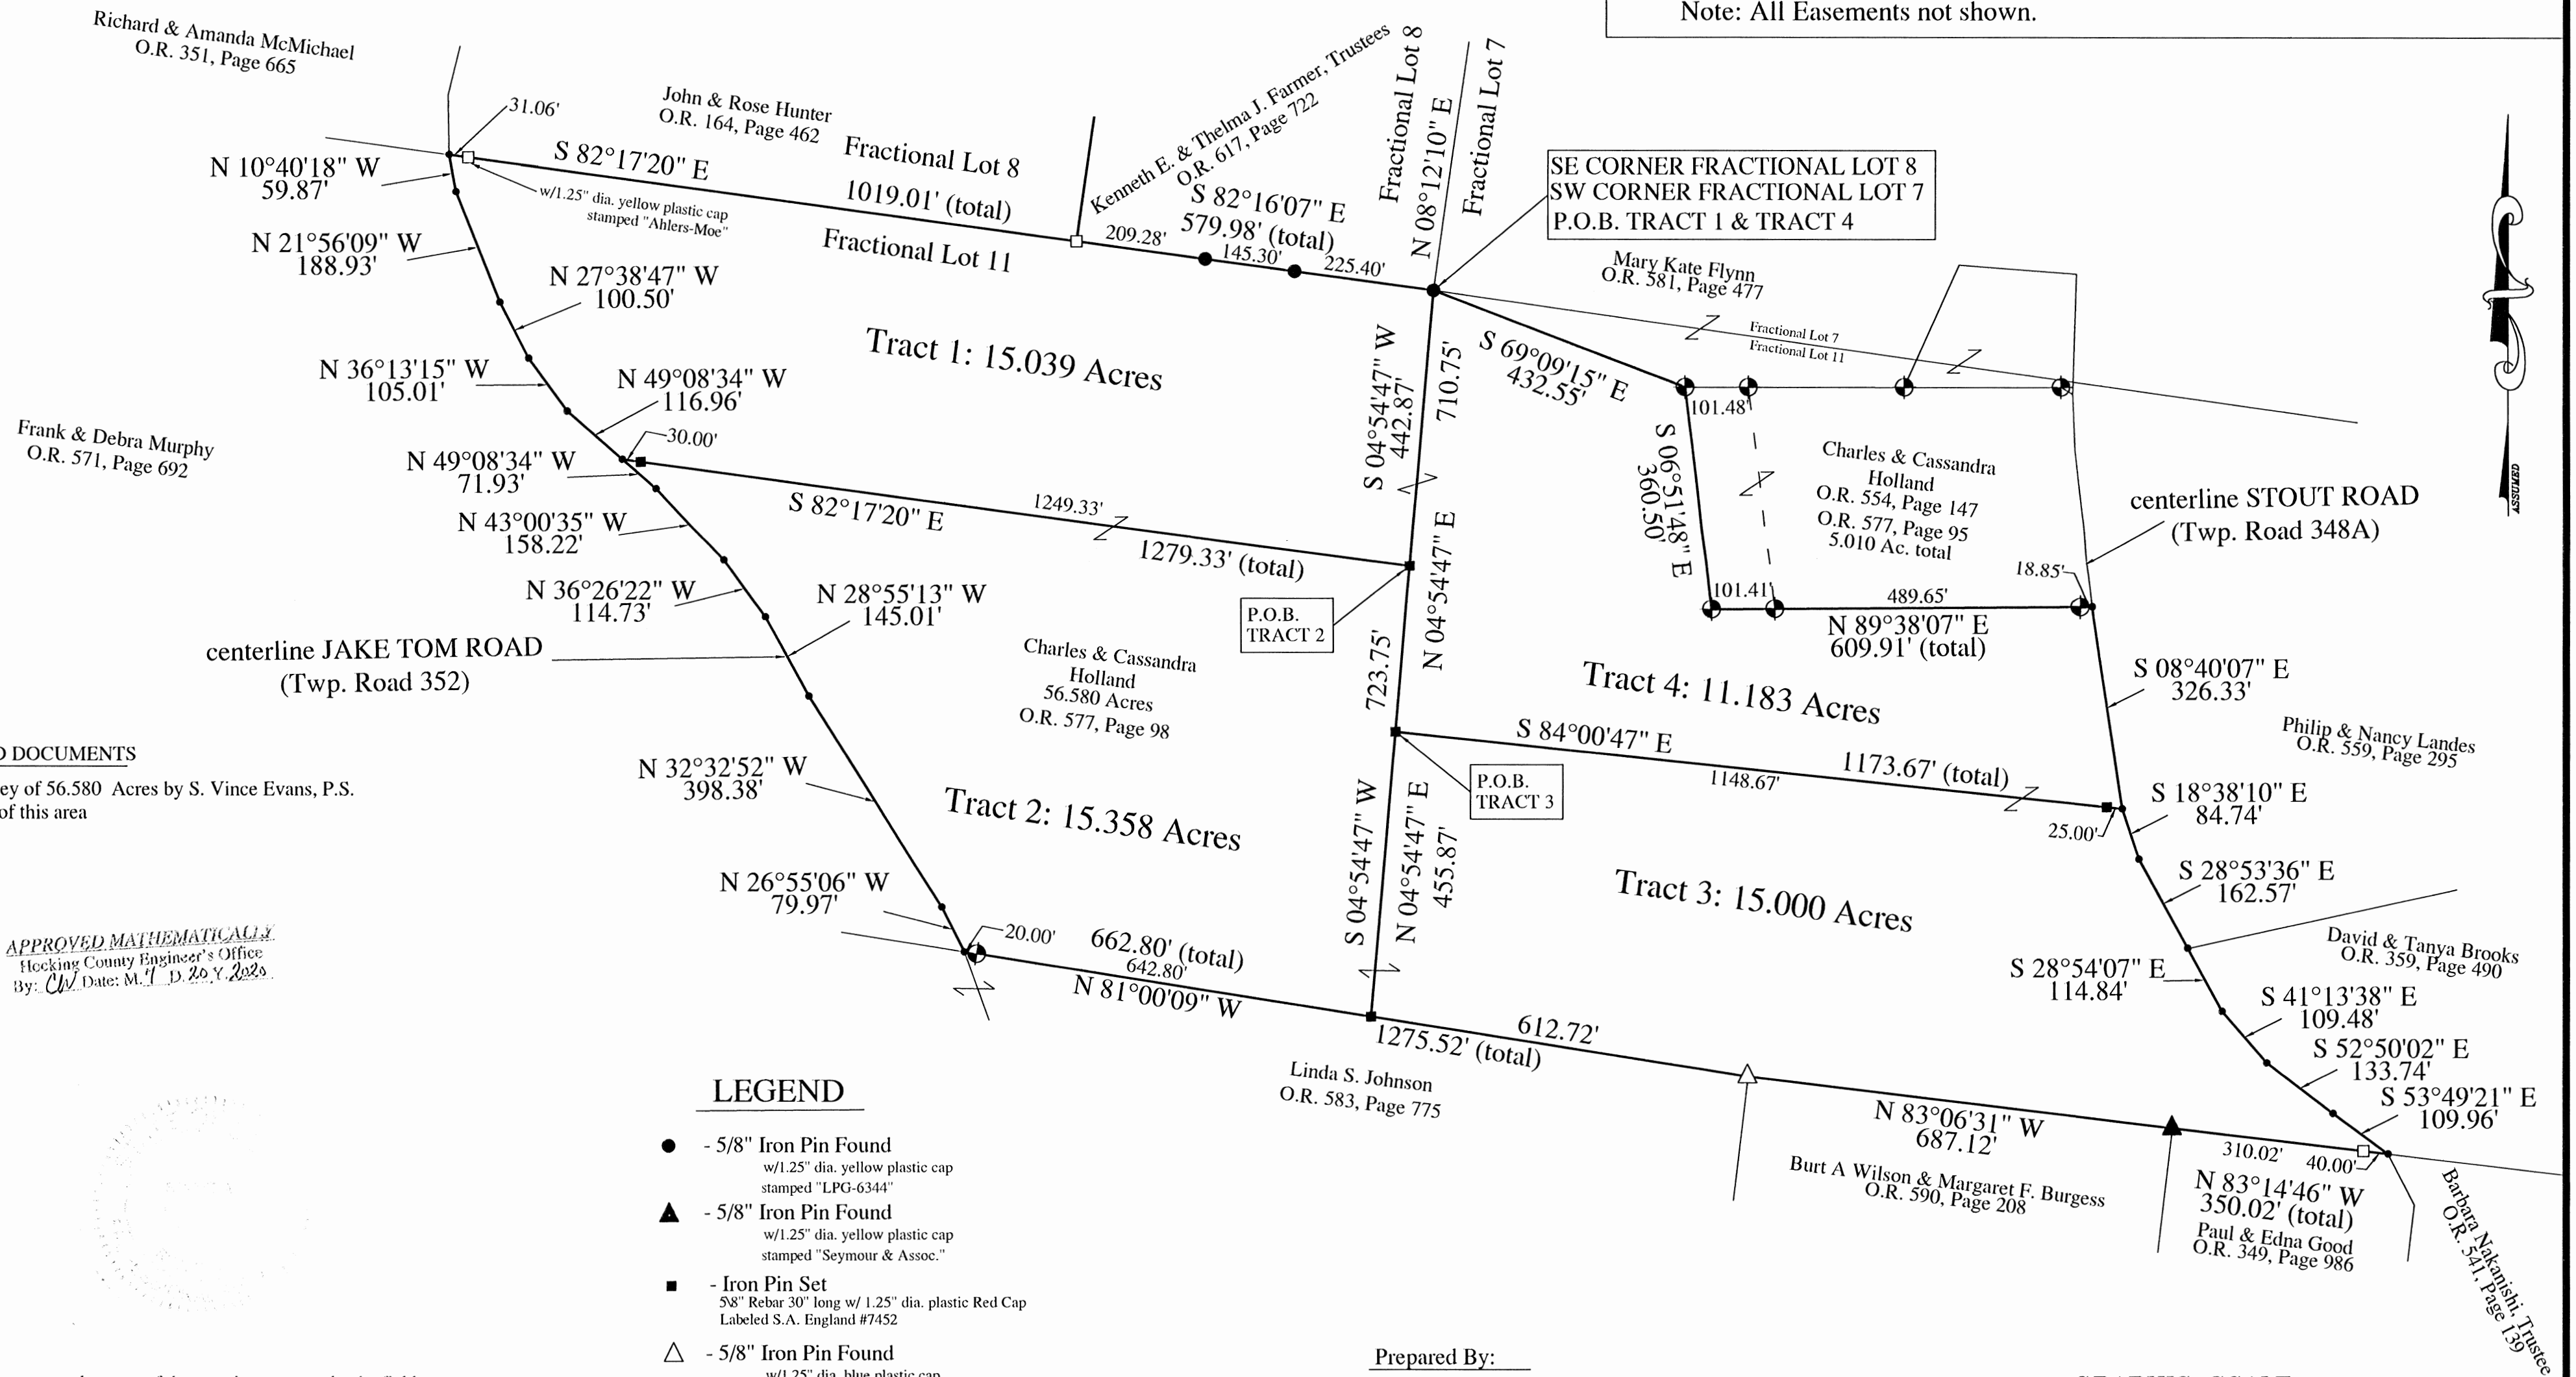 Note: All Easements not shown.
Richard & Amanda McMichael
O.R. 351, Page 665
31.06'
John & Rose Hunter
O.R. 164, Page 462
Kenneth E. & Thelma J. Farmer, Trustees
O.R. 617, Page 722
Fractional Lot 8
N 08°12'10" E
Fractional Lot 7
N 10°40'18" W
59.87'
S 82°17'20" E
Fractional Lot 8
1019.01' (total)
w/1.25" dia. yellow plastic cap
stamped "Ahlers-Moe"
Fractional Lot 11
S 82°16'07" E
579.98' (total)
209.28'
145.30'
225.40'
SE CORNER FRACTIONAL LOT 8
SW CORNER FRACTIONAL LOT 7
P.O.B. TRACT 1 & TRACT 4
N 21°56'09" W
188.93'
N 27°38'47" W
100.50'
Mary Kate Flynn
O.R. 581, Page 477
Fractional Lot 7
Fractional Lot 11
Tract 1: 15.039 Acres
S 04°54'47" W
442.87'
710.75'
S 69°09'15" E
432.55'
N 36°13'15" W
105.01'
N 49°08'34" W
116.96'
30.00'
101.48'
Frank & Debra Murphy
O.R. 571, Page 692
N 49°08'34" W
71.93'
S 06°51'48" E
360.50'
Charles & Cassandra
Holland
O.R. 554, Page 147
O.R. 577, Page 95
5.010 Ac. total
ASSUMED
centerline STOUT ROAD
(Twp. Road 348A)
S 82°17'20" E
1249.33'
1279.33' (total)
N 43°00'35" W
158.22'
N 04°54'47" E
N 36°26'22" W
114.73'
N 28°55'13" W
145.01'
18.85'
101.41'
489.65'
N 89°38'07" E
609.91' (total)
P.O.B.
TRACT 2
centerline JAKE TOM ROAD
(Twp. Road 352)
723.75'
Charles & Cassandra
Holland
56.580 Acres
O.R. 577, Page 98
Tract 4: 11.183 Acres
S 08°40'07" E
326.33'
Philip & Nancy Landes
O.R. 559, Page 295
D DOCUMENTS
ey of 56.580 Acres by S. Vince Evans, P.S.
of this area
N 32°32'52" W
398.38'
S 84°00'47" E
1148.67'
1173.67' (total)
P.O.B.
TRACT 3
25.00'
S 18°38'10" E
84.74'
Tract 2: 15.358 Acres
S 04°54'47" W
N 04°54'47" E
455.87'
Tract 3: 15.000 Acres
S 28°53'36" E
162.57'
N 26°55'06" W
79.97'
20.00'
662.80' (total)
642.80'
N 81°00'09" W
David & Tanya Brooks
O.R. 359, Page 490
APPROVED MATHEMATICALLY
Hocking County Engineer's Office
By: CW Date: M. 7 D. 20 Y. 2020
S 28°54'07" E
114.84'
S 41°13'38" E
109.48'
612.72'
1275.52' (total)
S 52°50'02" E
133.74'
Linda S. Johnson
O.R. 583, Page 775
S 53°49'21" E
109.96'
N 83°06'31" W
687.12'
Burt A Wilson & Margaret F. Burgess
O.R. 590, Page 208
310.02'
40.00'
N 83°14'46" W
350.02' (total)
Paul & Edna Good
O.R. 349, Page 986
Barbara Nakanishi, Trustee
O.R. 541, Page 139
LEGEND
- 5/8" Iron Pin Found
w/1.25" dia. yellow plastic cap
stamped "LPG-6344"
- 5/8" Iron Pin Found
w/1.25" dia. yellow plastic cap
stamped "Seymour & Assoc."
- Iron Pin Set
5\8" Rebar 30" long w/ 1.25" dia. plastic Red Cap
Labeled S.A. England #7452
- 5/8" Iron Pin Found
w/1.25" dia. blue plastic cap
Prepared By: